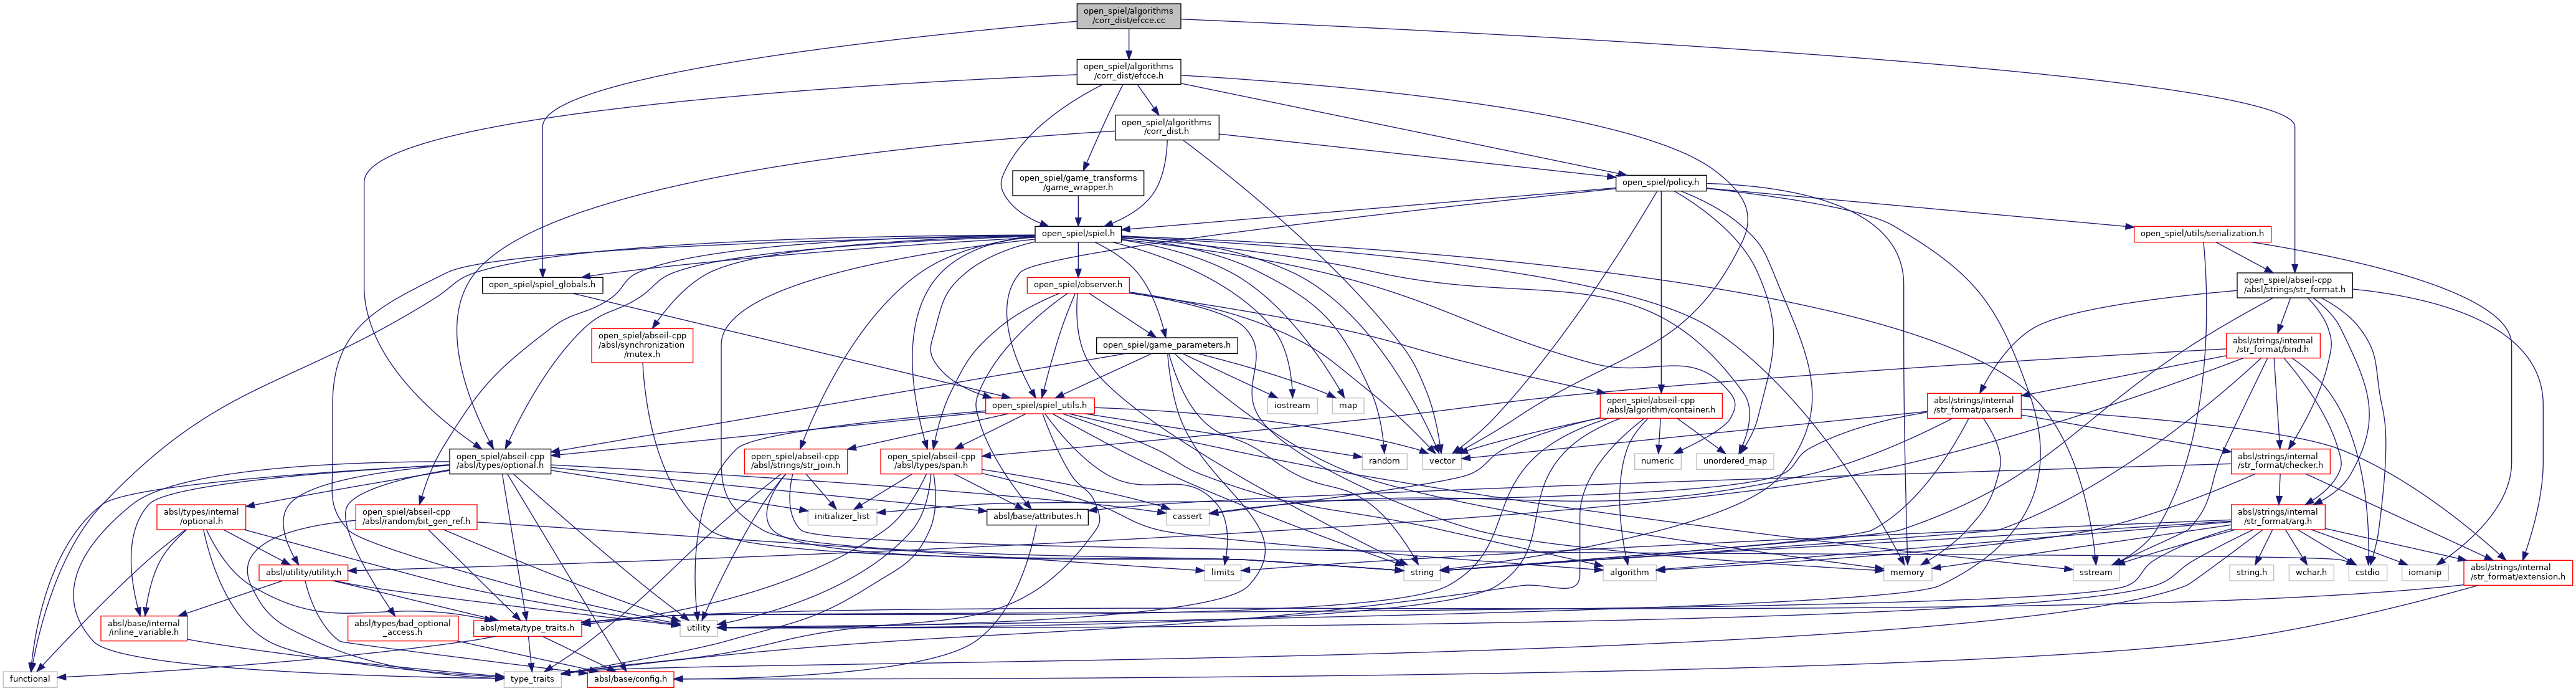 open_spiel/algorithms
/corr_dist/efcce.cc
open_spiel/algorithms
/corr_dist/efcce.h
open_spiel/algorithms
/corr_dist.h
open_spiel/game_transforms
/game_wrapper.h
open_spiel/policy.h
open_spiel/spiel.h
open_spiel/utils/serialization.h
open_spiel/spiel_globals.h
open_spiel/observer.h
open_spiel/abseil-cpp
/absl/strings/str_format.h
open_spiel/abseil-cpp
/absl/synchronization
/mutex.h
open_spiel/game_parameters.h
absl/strings/internal
/str_format/bind.h
open_spiel/spiel_utils.h
iostream
map
open_spiel/abseil-cpp
/absl/algorithm/container.h
absl/strings/internal
/str_format/parser.h
open_spiel/abseil-cpp
/absl/types/optional.h
open_spiel/abseil-cpp
/absl/strings/str_join.h
open_spiel/abseil-cpp
/absl/types/span.h
random
vector
numeric
unordered_map
absl/strings/internal
/str_format/checker.h
absl/types/internal
/optional.h
open_spiel/abseil-cpp
/absl/random/bit_gen_ref.h
initializer_list
absl/base/attributes.h
cassert
absl/strings/internal
/str_format/arg.h
absl/utility/utility.h
limits
string
algorithm
memory
sstream
string.h
wchar.h
cstdio
iomanip
absl/strings/internal
/str_format/extension.h
absl/base/internal
/inline_variable.h
absl/types/bad_optional
_access.h
absl/meta/type_traits.h
utility
functional
type_traits
absl/base/config.h